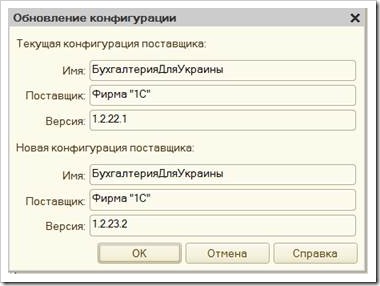 Обновление конфигурации
Текущая конфигурация поставщика:
Имя: БухгалтерияДляУкраины
Поставщик: Фирма "1С"
Версия: 1.2.22.1
Новая конфигурация поставщика:
Имя: БухгалтерияДляУкраины
Поставщик: Фирма "1С"
Версия: 1.2.23.2
OK Отмена Справка